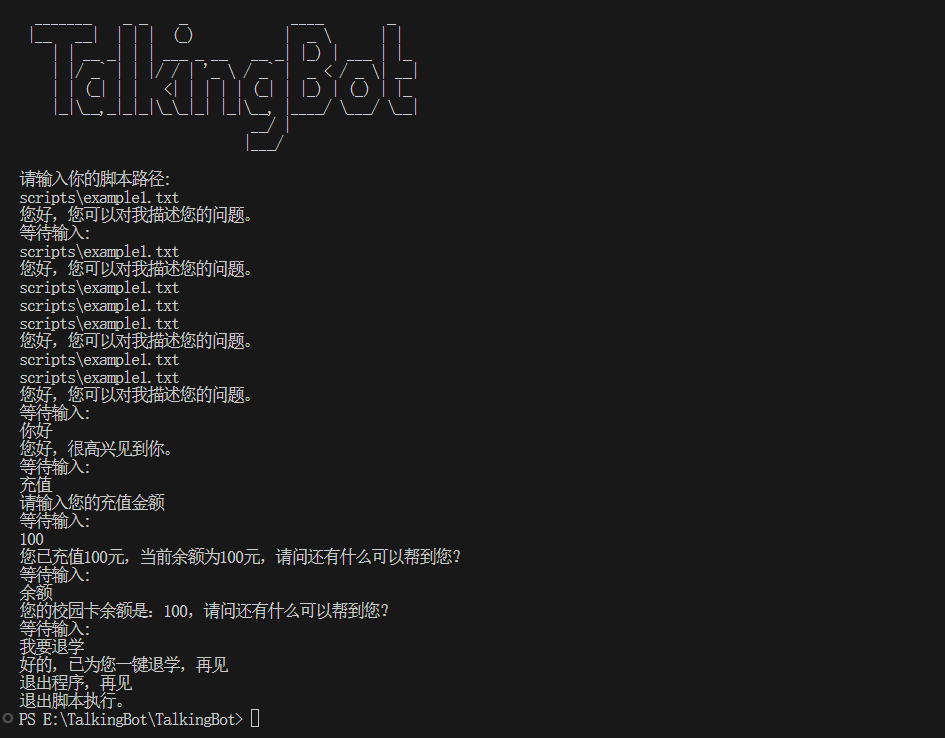 TalkingBot
请输入你的脚本路径:
scripts\example1.txt
您好，您可以对我描述您的问题。
等待输入:
scripts\example1.txt
您好，您可以对我描述您的问题。
scripts\example1.txt
scripts\example1.txt
scripts\example1.txt
您好，您可以对我描述您的问题。
scripts\example1.txt
scripts\example1.txt
您好，您可以对我描述您的问题。
等待输入:
你好
您好，很高兴见到你。
等待输入:
充值
请输入您的充值金额
等待输入:
100
您已充值100元，当前余额为100元，请问还有什么可以帮到您？
等待输入:
余额
您的校园卡余额是：100，请问还有什么可以帮到您？
等待输入:
我要退学
好的，已为您一键退学，再见
退出程序，再见
退出脚本执行。
PS E:\TalkingBot\TalkingBot>